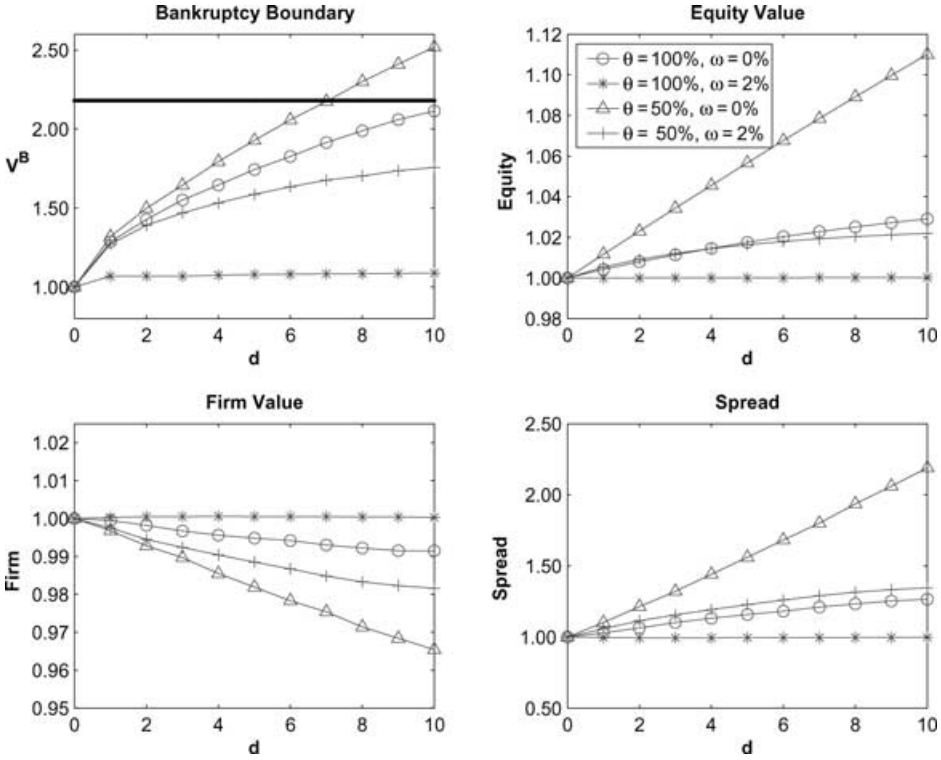 Bankruptcy Boundary
2.50
2.00
1.50
1.00
V^B
0 2 4 6 8 10
d
Equity Value
1.12
1.10
1.08
1.06
1.04
1.02
1.00
0.98
Equity
θ = 100%, ω = 0%
θ = 100%, ω = 2%
θ = 50%, ω = 0%
θ = 50%, ω = 2%
0 2 4 6 8 10
d
Firm Value
1.02
1.01
1.00
0.99
0.98
0.97
0.96
0.95
Firm
0 2 4 6 8 10
d
Spread
2.50
2.00
1.50
1.00
0.50
Spread
0 2 4 6 8 10
d